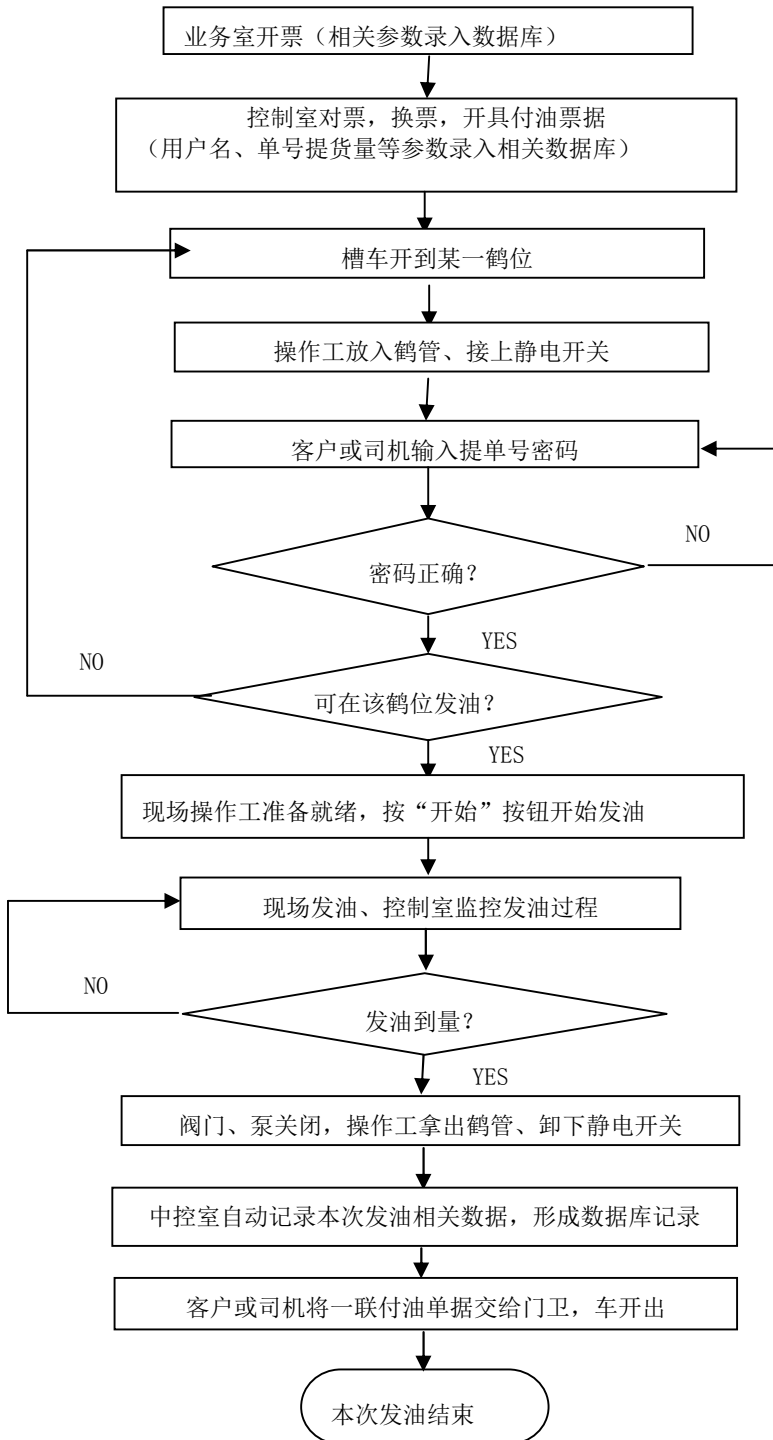 业务室开票（相关参数录入数据库）
控制室对票，换票，开具付油票据
（用户名、单号提货量等参数录入相关数据库）
槽车开到某一鹤位
操作工放入鹤管、接上静电开关
客户或司机输入提单号密码
NO
密码正确？
YES
NO
可在该鹤位发油？
YES
现场操作工准备就绪，按“开始”按钮开始发油
现场发油、控制室监控发油过程
NO
发油到量？
YES
阀门、泵关闭，操作工拿出鹤管、卸下静电开关
中控室自动记录本次发油相关数据，形成数据库记录
客户或司机将一联付油单据交给门卫，车开出
本次发油结束